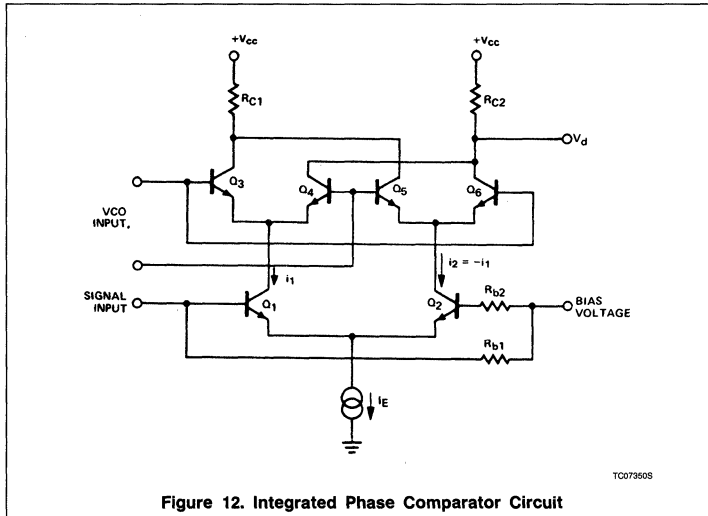 +Vcc
+Vcc
RC1
RC2
Vd
Q3
Q4
Q5
Q6
VCO
INPUT.
i1
i2 = -i1
SIGNAL
INPUT
Q1
Q2
Rb2
BIAS
VOLTAGE
Rb1
iE
TC07350S
Figure 12. Integrated Phase Comparator Circuit